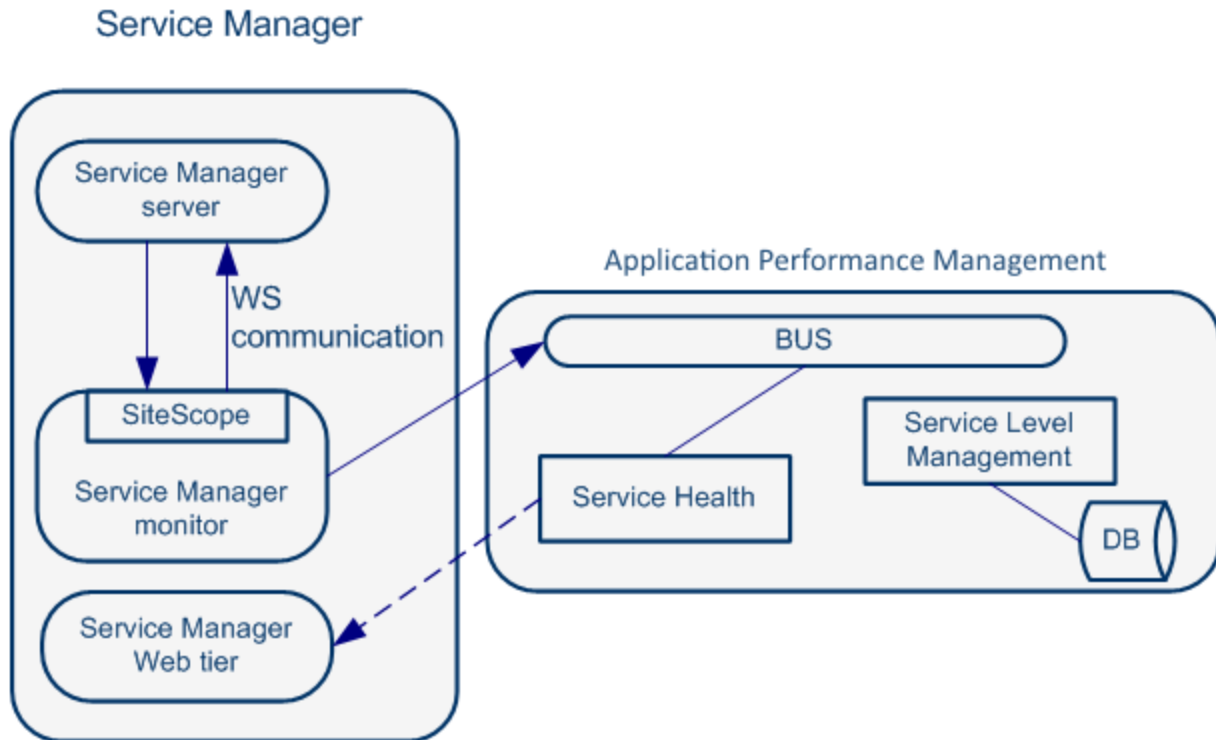 Service Manager
Service Manager
server
WS
communication
SiteScope
Service Manager
monitor
Service Manager
Web tier
Application Performance Management
BUS
Service Level
Management
Service Health
DB